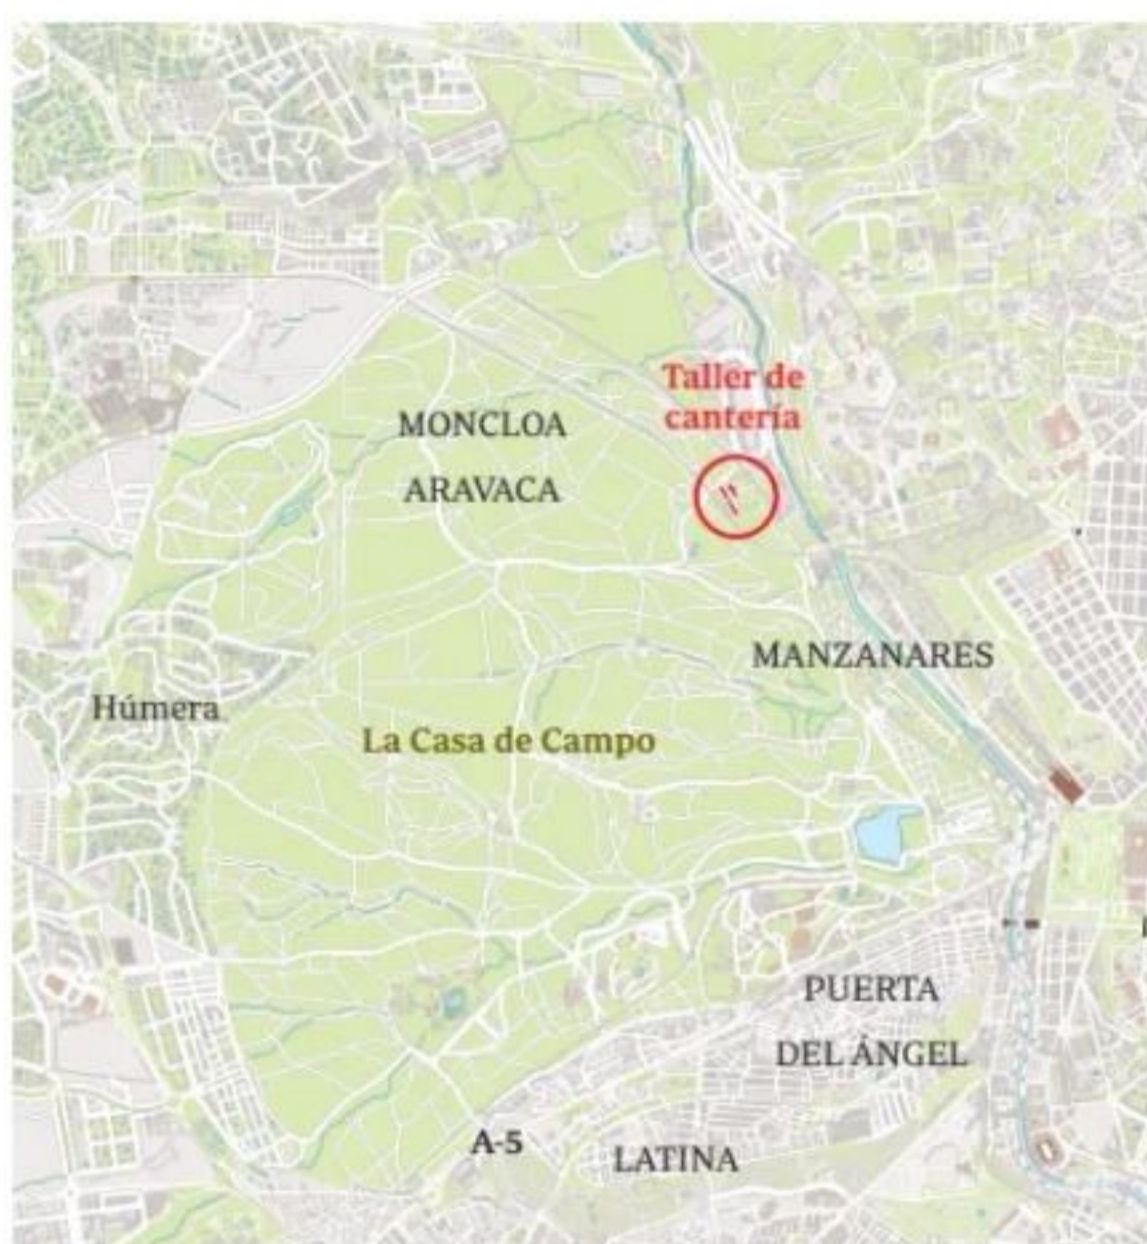 Taller de
cantería
MONCLOA
ARAVACA
MANZANARES
Húmera
La Casa de Campo
PUERTA
DEL ÁNGEL
A-5
LATINA